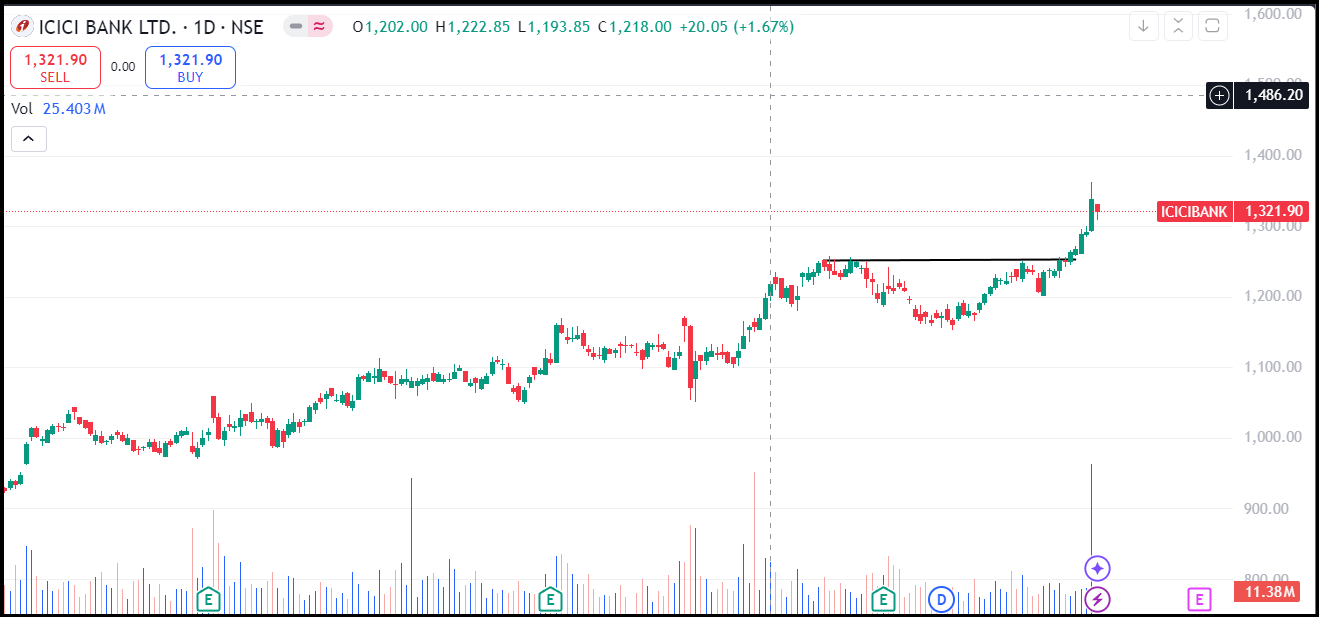 ICICI BANK LTD. · 1D · NSE
O1,202.00 H1,222.85 L1,193.85 C1,218.00 +20.05 (+1.67%)
1,321.90
SELL
0.00
1,321.90
BUY
Vol 25.403 M
1,600.00
1,486.20
1,400.00
ICICIBANK 1,321.90
1,300.00
1,200.00
1,100.00
1,000.00
900.00
800.00
11.38 M
E
E
E
D
E